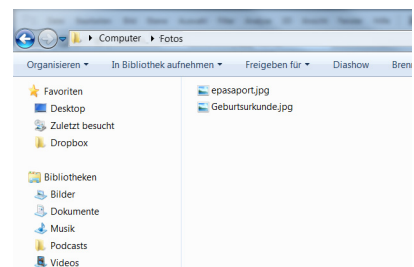 Computer Fotos
Organisieren In Bibliothek aufnehmen Freigeben für Diashow Bren
Favoriten
Desktop
Zuletzt besucht
Dropbox
Bibliotheken
Bilder
Dokumente
Musik
Podcasts
Videos
epasaport.jpg
Geburtsurkunde.jpg